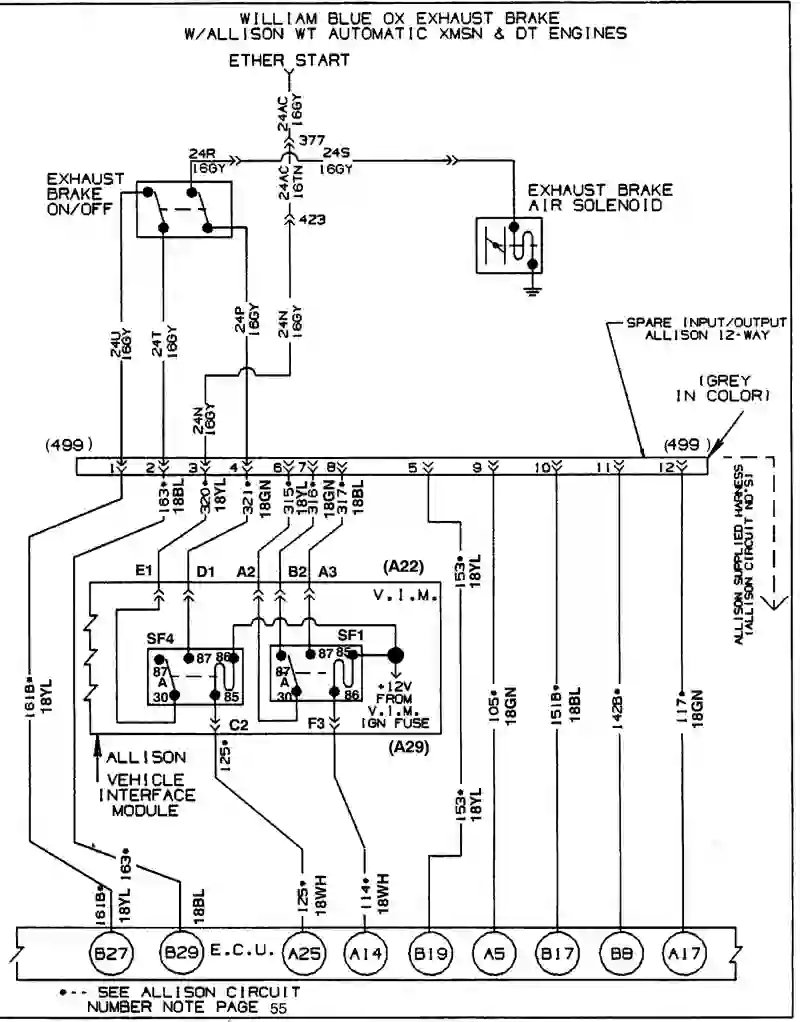 WILLIAM BLUE OX EXHAUST BRAKE
W/ALLISON WT AUTOMATIC XMSN & DT ENGINES
ETHER START
24AC
16GY
377
24R
16GY
24S
16GY
24AC
16TN
423
EXHAUST
BRAKE
ON/OFF
EXHAUST BRAKE
AIR SOLENOID
24U
16GY
24T
16GY
24P
16GY
24N
16GY
24N
16GY
SPARE INPUT/OUTPUT
ALLISON 12-WAY
(GREY
IN COLOR)
(499)
(499)
1 2 3 4 6 7 8 5 9 10 11 12
163•
18BL
320•
18YL
321•
18GN
315•
18YL
316•
18GN
317•
18BL
153•
18YL
ALLISON SUPPLIED HARNESS
(ALLISON CIRCUIT NO'S)
E1 D1 A2 B2 A3 (A22)
V.I.M.
SF4
87 86
87
A
30 85
SF1
87 85
87
A
30 86
+12V
FROM
V.I.M.
IGN FUSE
C2 F3
(A29)
161B•
18YL
105•
18GN
151B•
18BL
142B•
117•
18GN
125•
ALLISON
VEHICLE
INTERFACE
MODULE
153•
18YL
163•
161B•
18YL
18BL
125•
18WH
114•
18WH
B27 B29 E.C.U. A25 A14 B19 A5 B17 B8 A17
•-- SEE ALLISON CIRCUIT
NUMBER NOTE PAGE 55